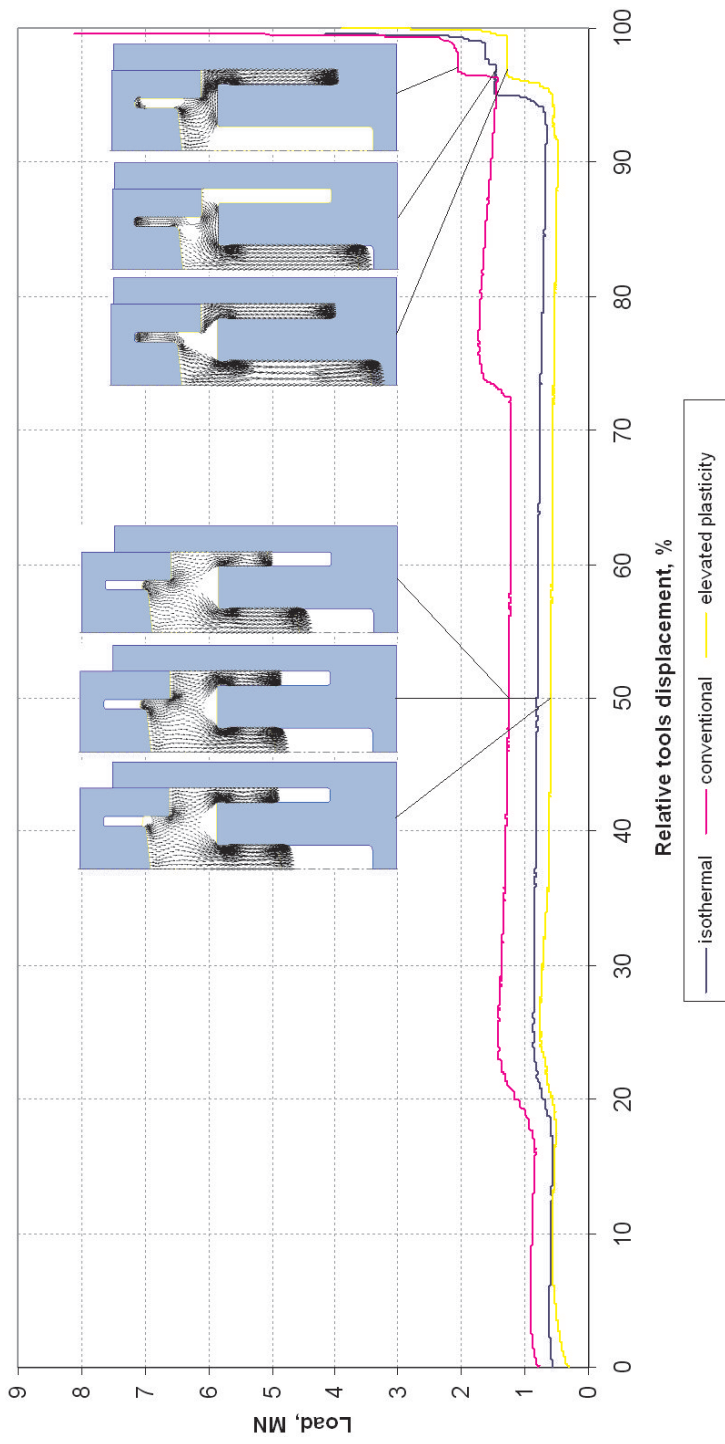 9
8
7
6
5
4
3
2
1
0
Load, MN
0 10 20 30 40 50 60 70 80 90 100
Relative tools displacement, %
isothermal conventional elevated plasticity